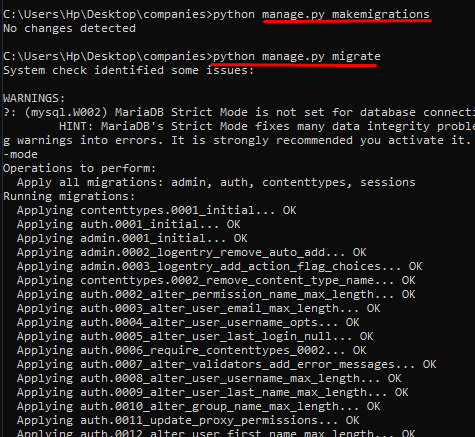 C:\Users\Hp\Desktop\companies>python manage.py makemigrations
No changes detected
C:\Users\Hp\Desktop\companies>python manage.py migrate
System check identified some issues:
WARNINGS:
?: (mysql.W002) MariaDB Strict Mode is not set for database connecti
HINT: MariaDB's Strict Mode fixes many data integrity probl
g warnings into errors. It is strongly recommended you activate it.
-mode
Operations to perform:
Apply all migrations: admin, auth, contenttypes, sessions
Running migrations:
Applying contenttypes.0001_initial... OK
Applying auth.0001_initial... OK
Applying admin.0001_initial... OK
Applying admin.0002_logentry_remove_auto_add... OK
Applying admin.0003_logentry_add_action_flag_choices... OK
Applying contenttypes.0002_remove_content_type_name... OK
Applying auth.0002_alter_permission_name_max_length... OK
Applying auth.0003_alter_user_email_max_length... OK
Applying auth.0004_alter_user_username_opts... OK
Applying auth.0005_alter_user_last_login_null... OK
Applying auth.0006_require_contenttypes_0002... OK
Applying auth.0007_alter_validators_add_error_messages... OK
Applying auth.0008_alter_user_username_max_length... OK
Applying auth.0009_alter_user_last_name_max_length... OK
Applying auth.0010_alter_group_name_max_length... OK
Applying auth.0011_update_proxy_permissions... OK
Applying auth.0012_alter_user_first_name_max_length... OK